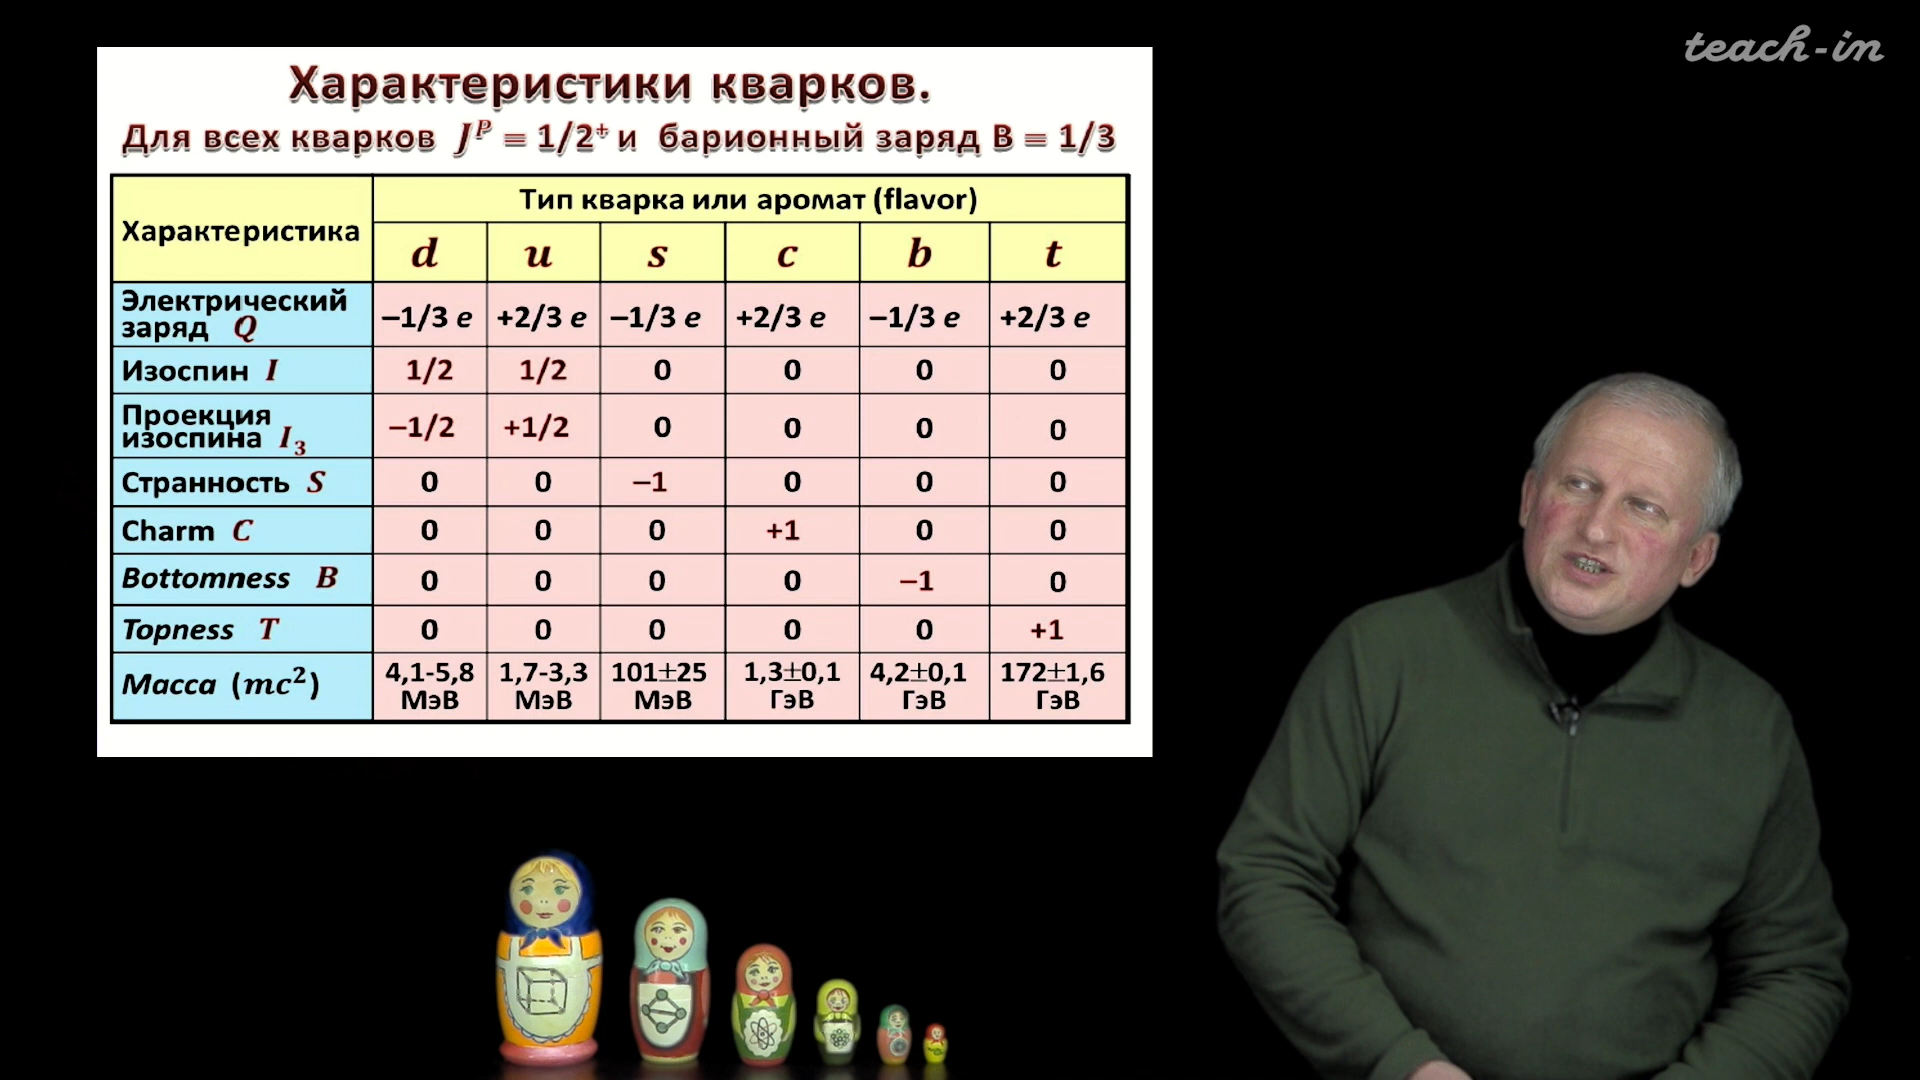 teach-in
Характеристики кварков.
Для всех кварков J^P = 1/2⁺ и барионный заряд B = 1/3
Характеристика
Тип кварка или аромат (flavor)
d u s c b t
Электрический
заряд Q
–1/3 e +2/3 e –1/3 e +2/3 e –1/3 e +2/3 e
Изоспин I 1/2 1/2 0 0 0 0
Проекция
изоспина I₃
–1/2 +1/2 0 0 0 0
Странность S 0 0 –1 0 0 0
Charm C 0 0 0 +1 0 0
Bottomness B 0 0 0 0 –1 0
Topness T 0 0 0 0 0 +1
Масса (mc²)
4,1-5,8 1,7-3,3 101±25 1,3±0,1 4,2±0,1 172±1,6
МэВ МэВ МэВ ГэВ ГэВ ГэВ